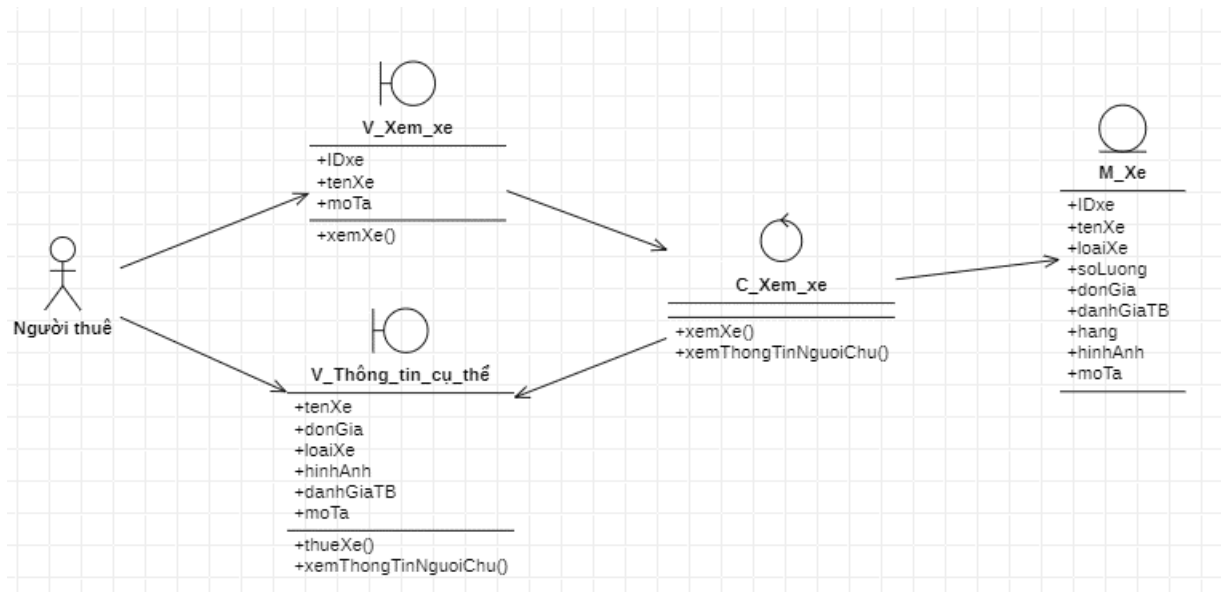 V_Xem_xe
+IDxe
+tenXe
+moTa
+xemXe()
Người thuê
V_Thông_tin_cụ_thể
+tenXe
+donGia
+loaiXe
+hinhAnh
+danhGiaTB
+moTa
+thueXe()
+xemThongTinNguoiChu()
C_Xem_xe
+xemXe()
+xemThongTinNguoiChu()
M_Xe
+IDxe
+tenXe
+loaiXe
+soLuong
+donGia
+danhGiaTB
+hang
+hinhAnh
+moTa